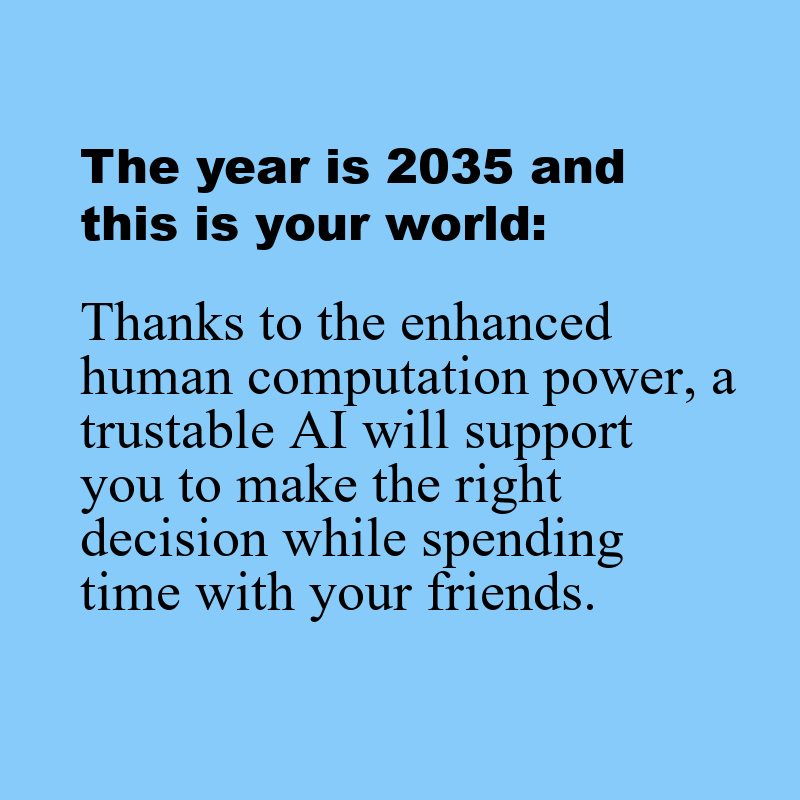 The year is 2035 and
this is your world:
Thanks to the enhanced
human computation power, a
trustable AI will support
you to make the right
decision while spending
time with your friends.